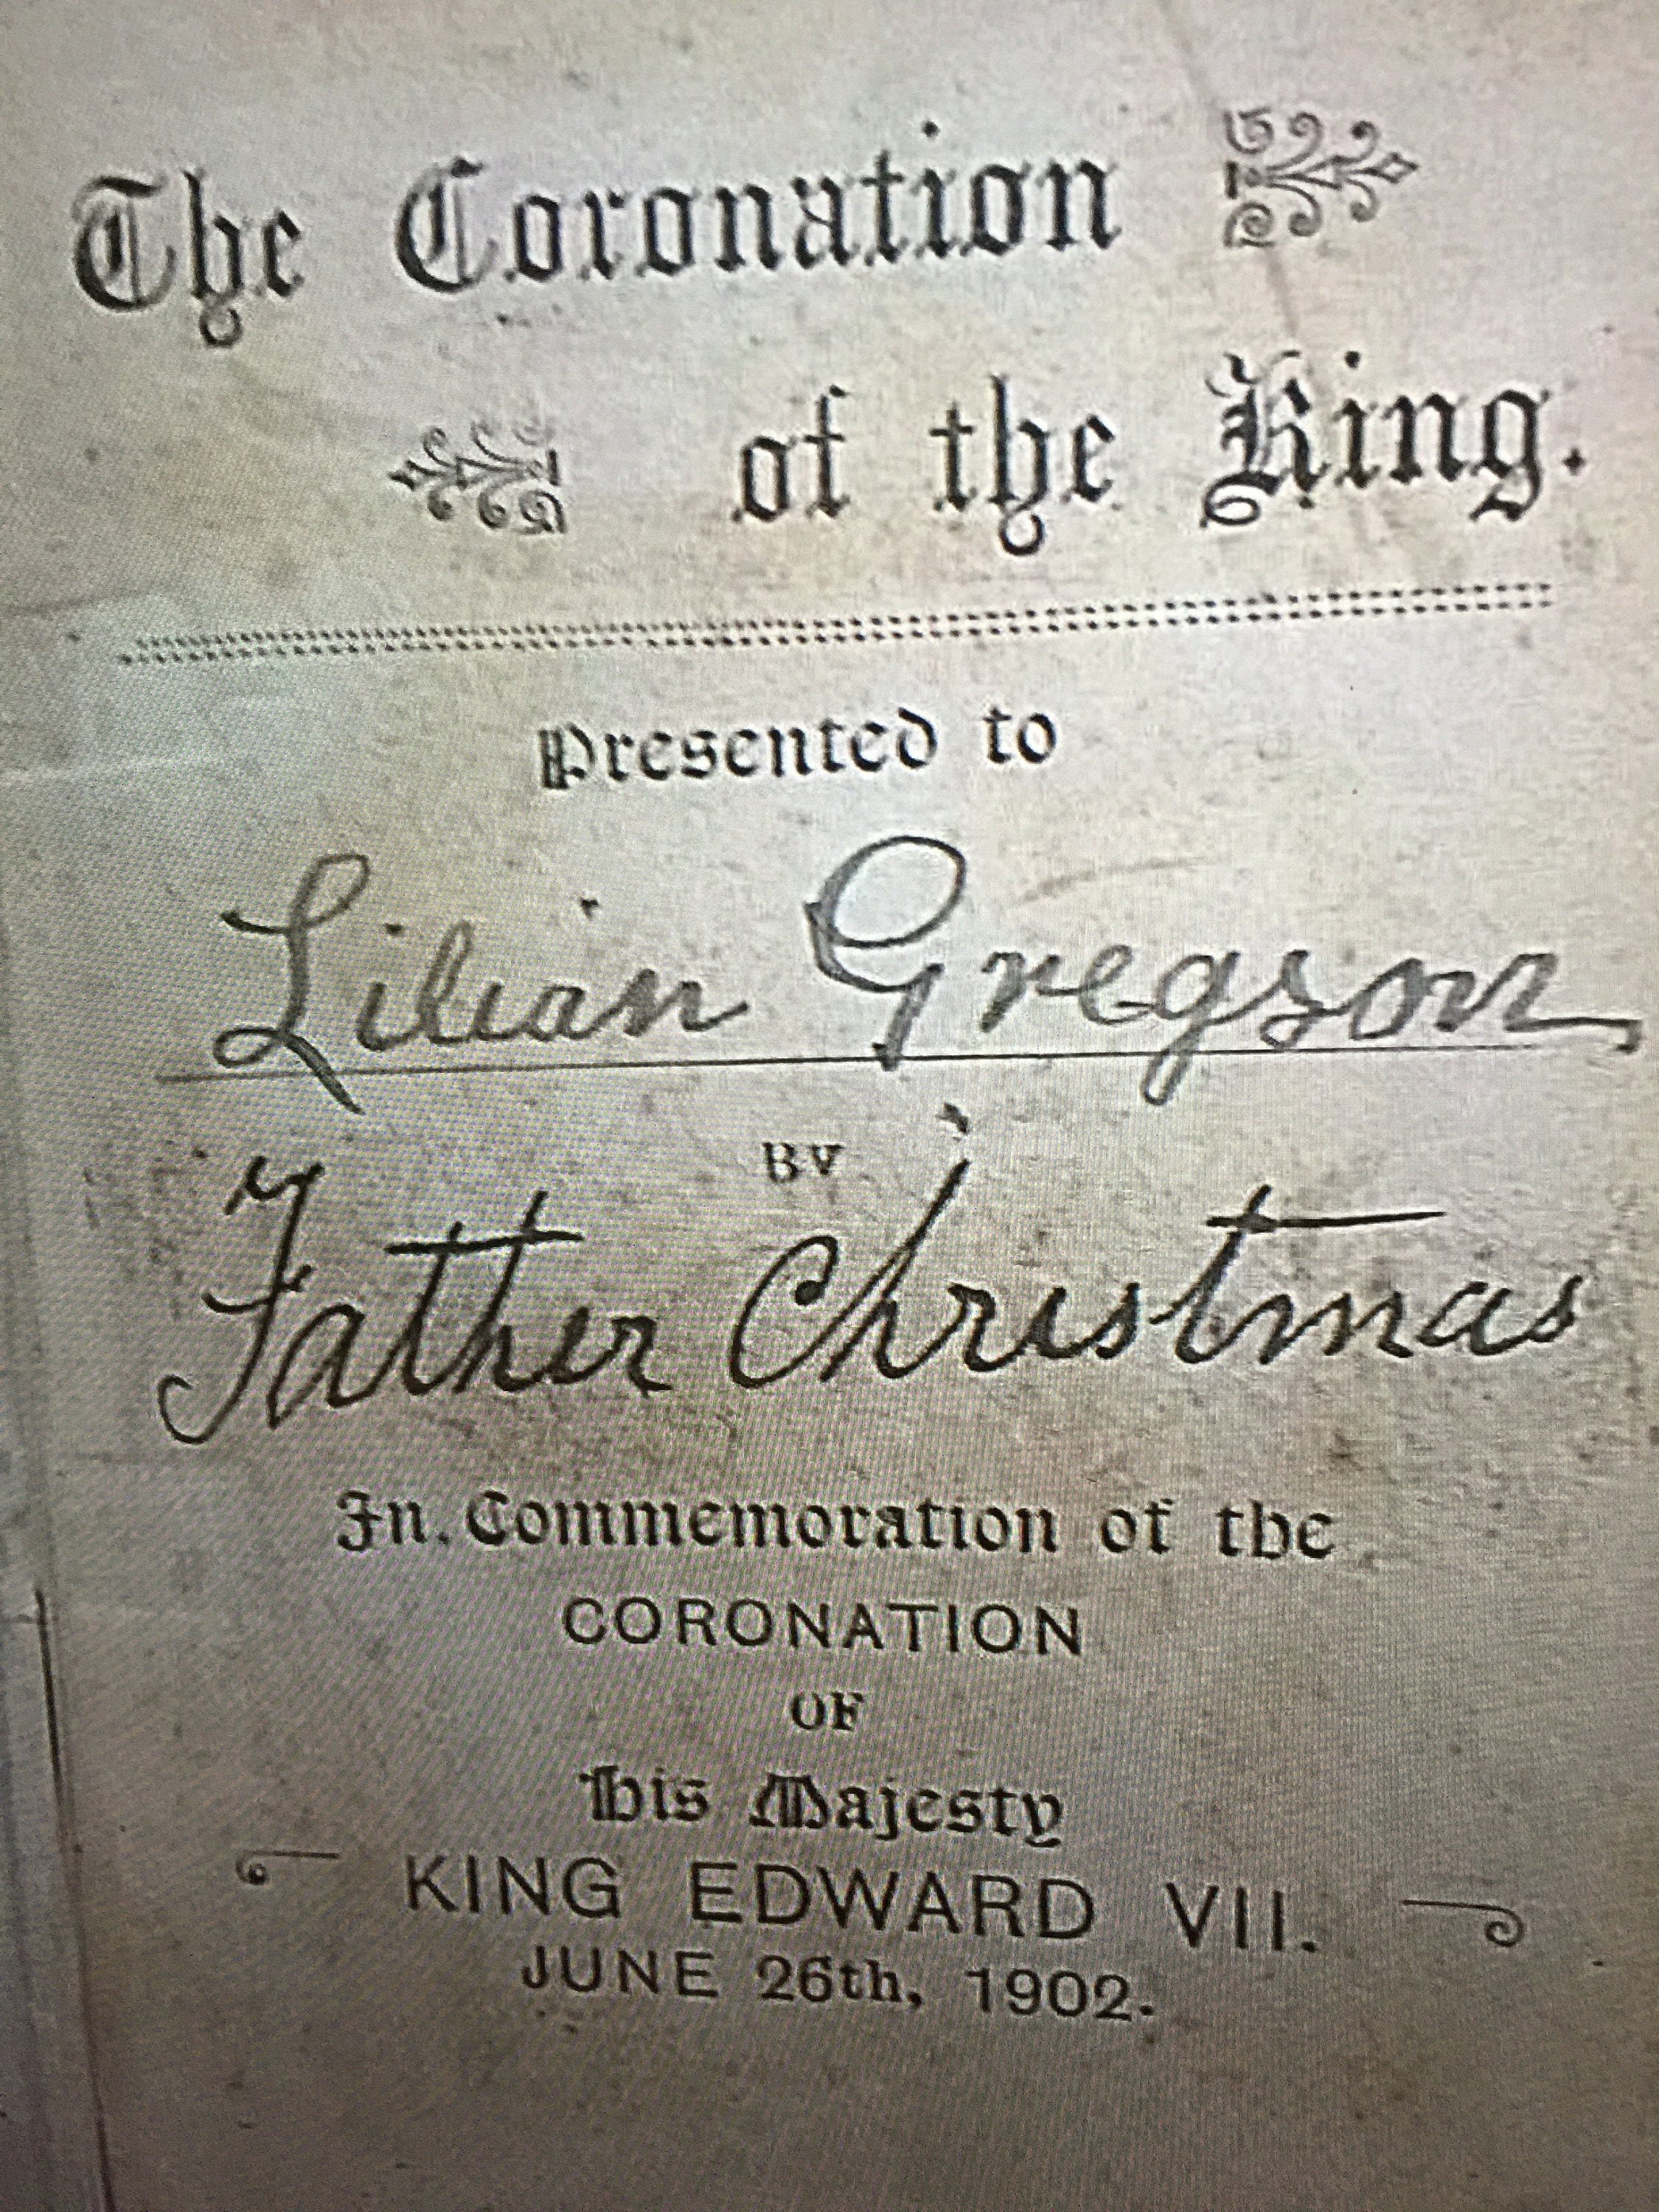 The Coronation
of the King.
Presented to
Lilian Gregson
BY
Father Christmas
In Commemoration of the
CORONATION
OF
His Majesty
KING EDWARD VII.
JUNE 26th, 1902.